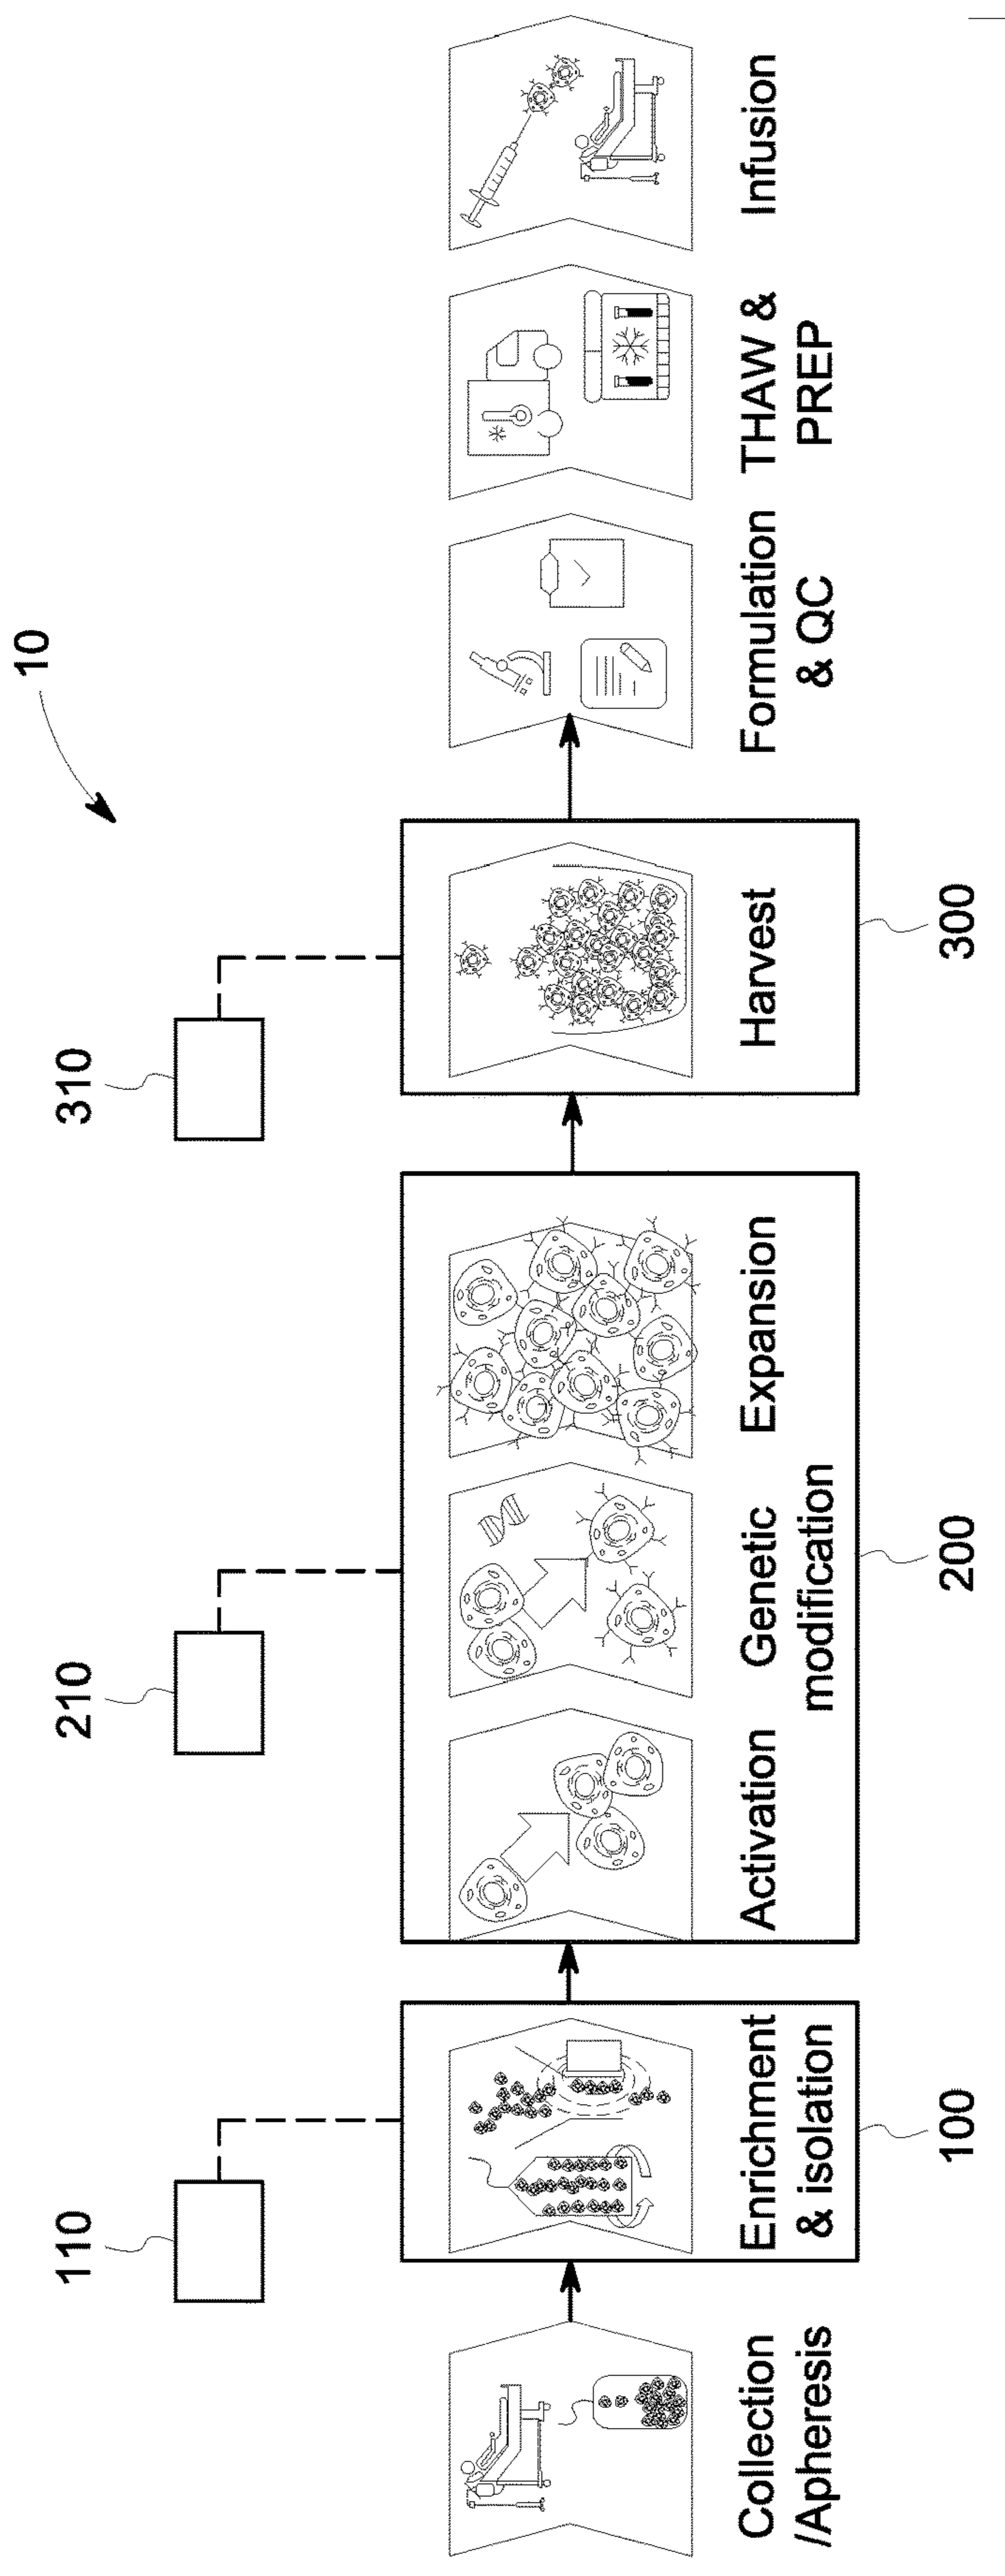 10
110
210
310
Collection
/Apheresis
Enrichment
& isolation
Activation
Genetic
modification
Expansion
Harvest
Formulation
& QC
THAW &
PREP
Infusion
100
200
300